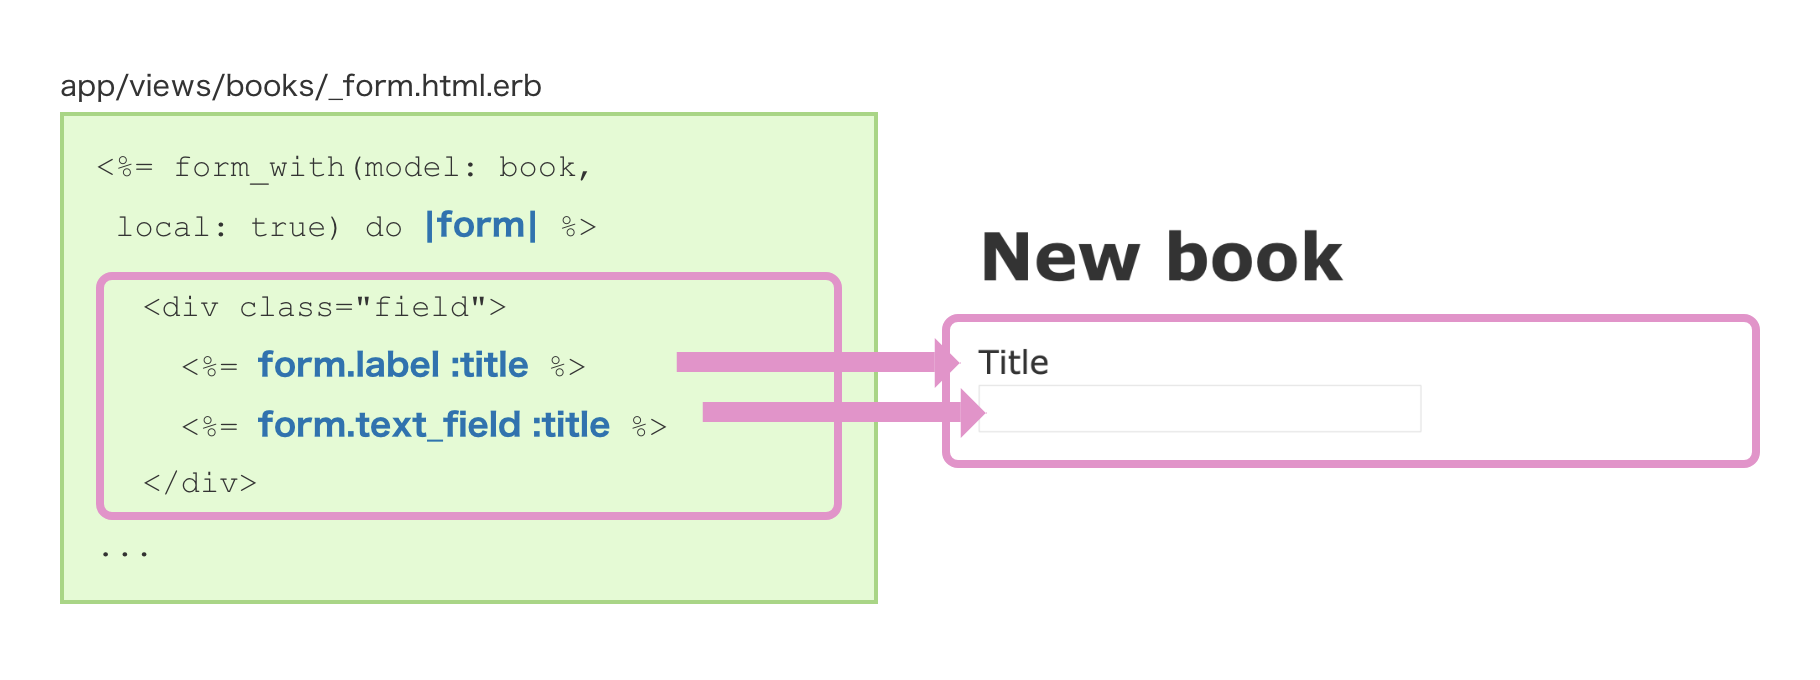 app/views/books/_form.html.erb
<%= form_with(model: book,
local: true) do |form| %>
<div class="field">
<%= form.label :title %>
<%= form.text_field :title %>
</div>
...
New book
Title